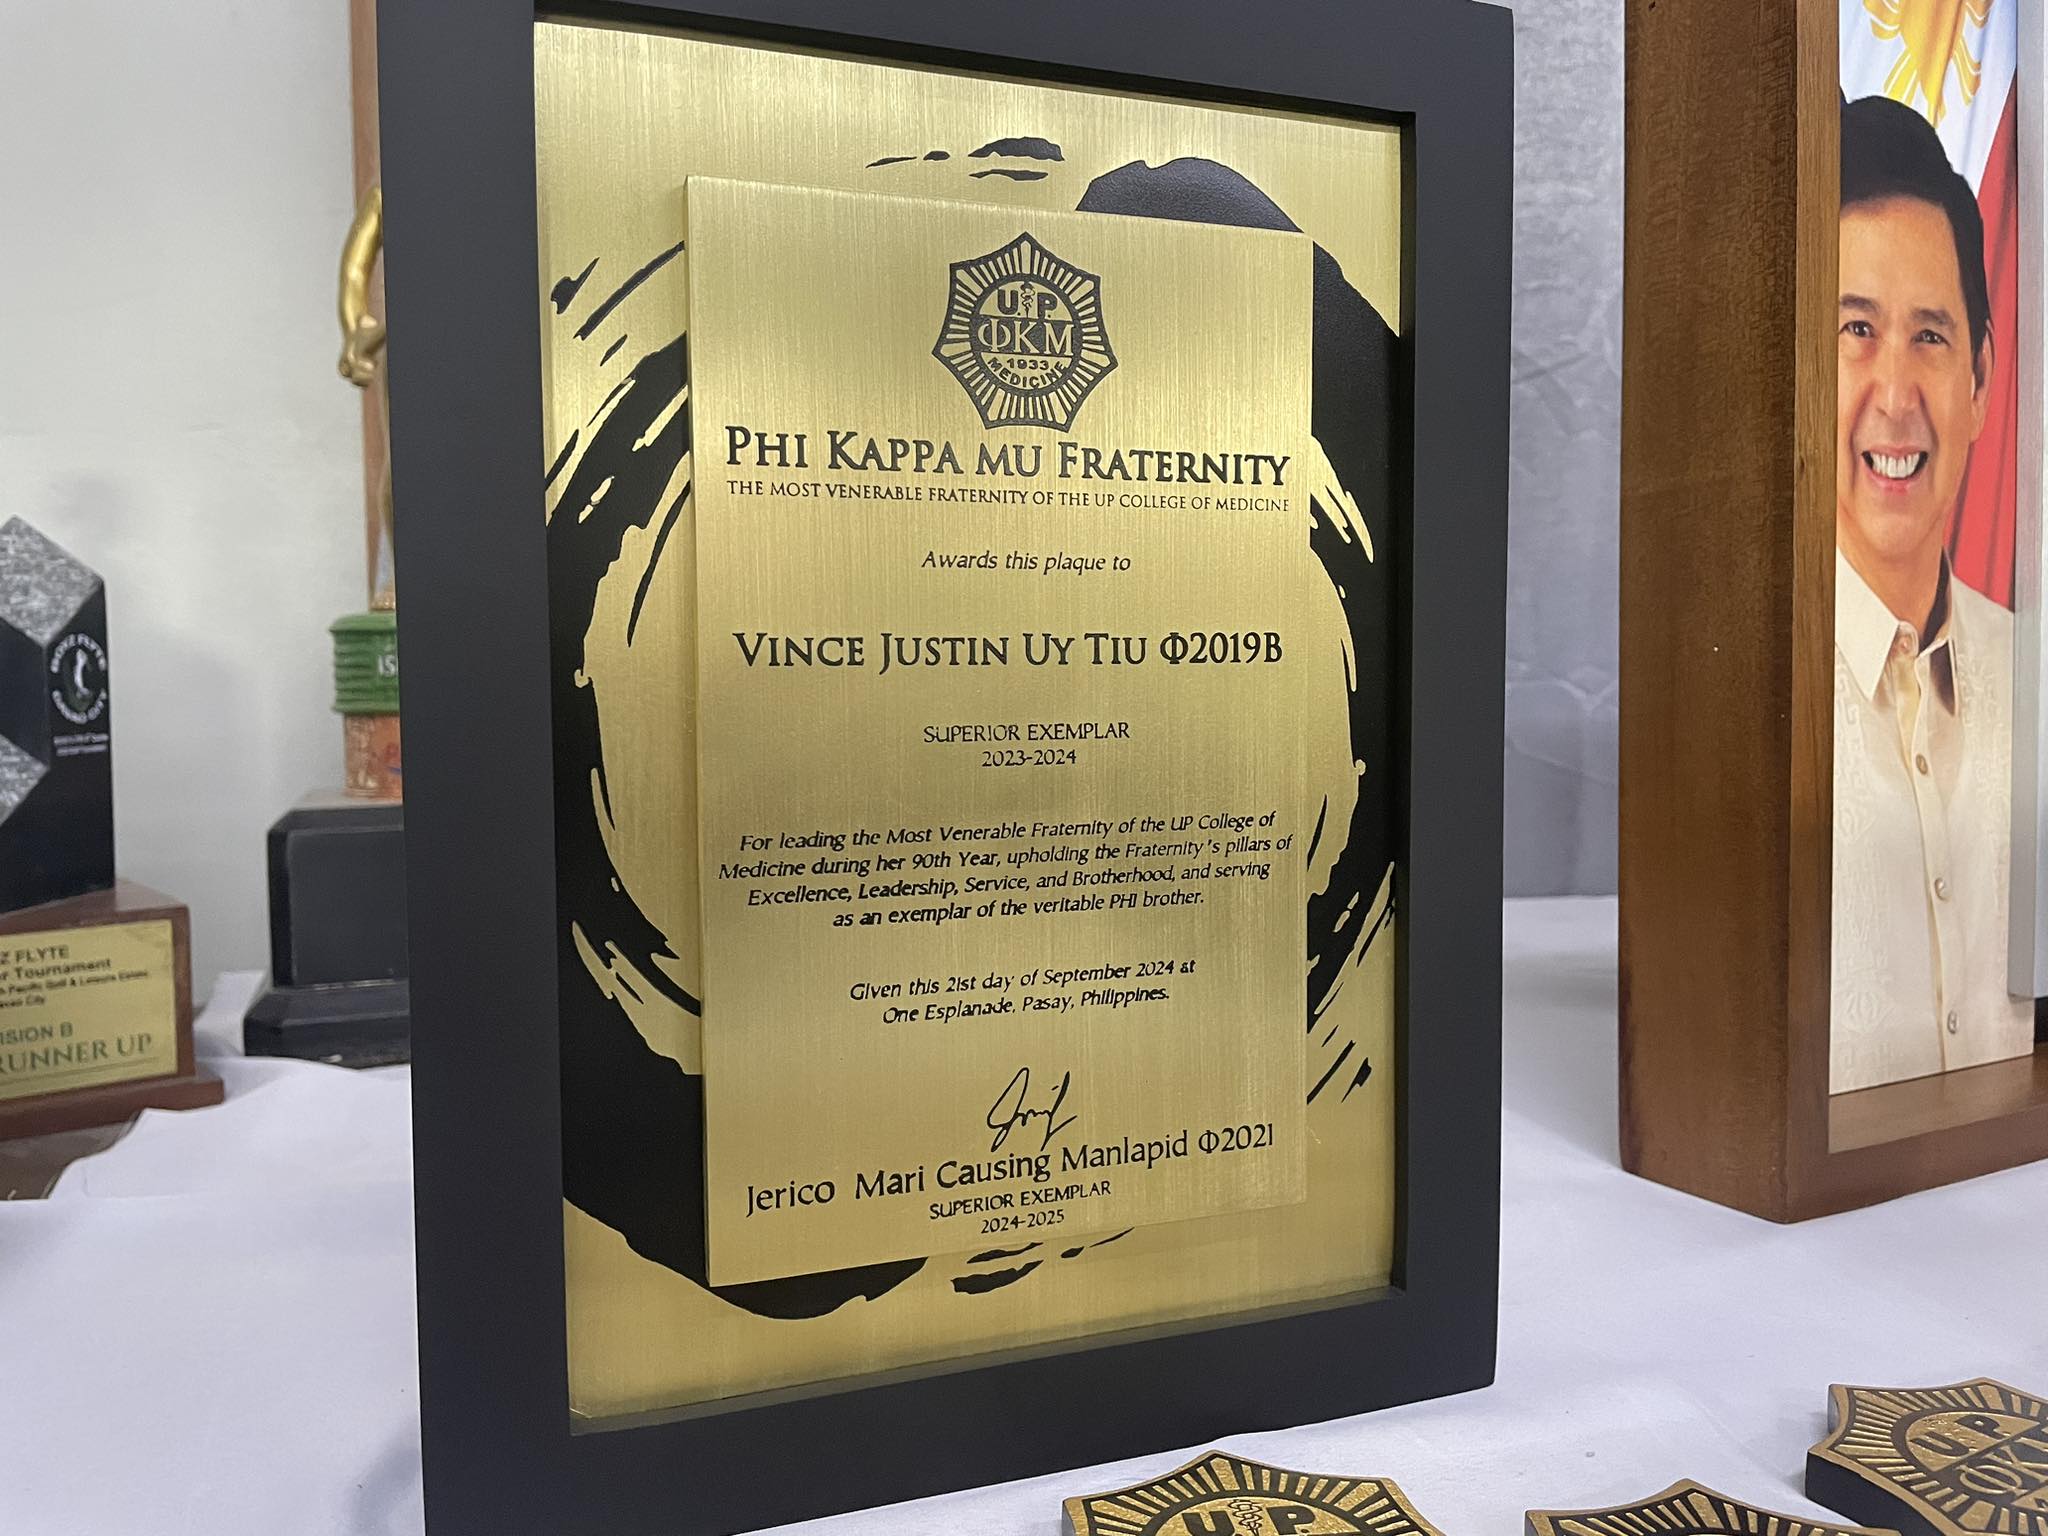 U.P.
ΦΚΜ
1933
MEDICINE
PHI KAPPA MU FRATERNITY
THE MOST VENERABLE FRATERNITY OF THE UP COLLEGE OF MEDICINE
Awards this plaque to
VINCE JUSTIN UY TIU Φ2019B
SUPERIOR EXEMPLAR
2023-2024
For leading the Most Venerable Fraternity of the UP College of
Medicine during her 90th Year, upholding the Fraternity's pillars of
Excellence, Leadership, Service, and Brotherhood, and serving
as an exemplar of the veritable PHI brother.
Given this 21st day of September 2024 at
One Esplanade, Pasay, Philippines.
Jerico Mari Causing Manlapid Φ2021
SUPERIOR EXEMPLAR
2024-2025
FLYTE
Tournament
RUNNER UP
U.P.
U.P.